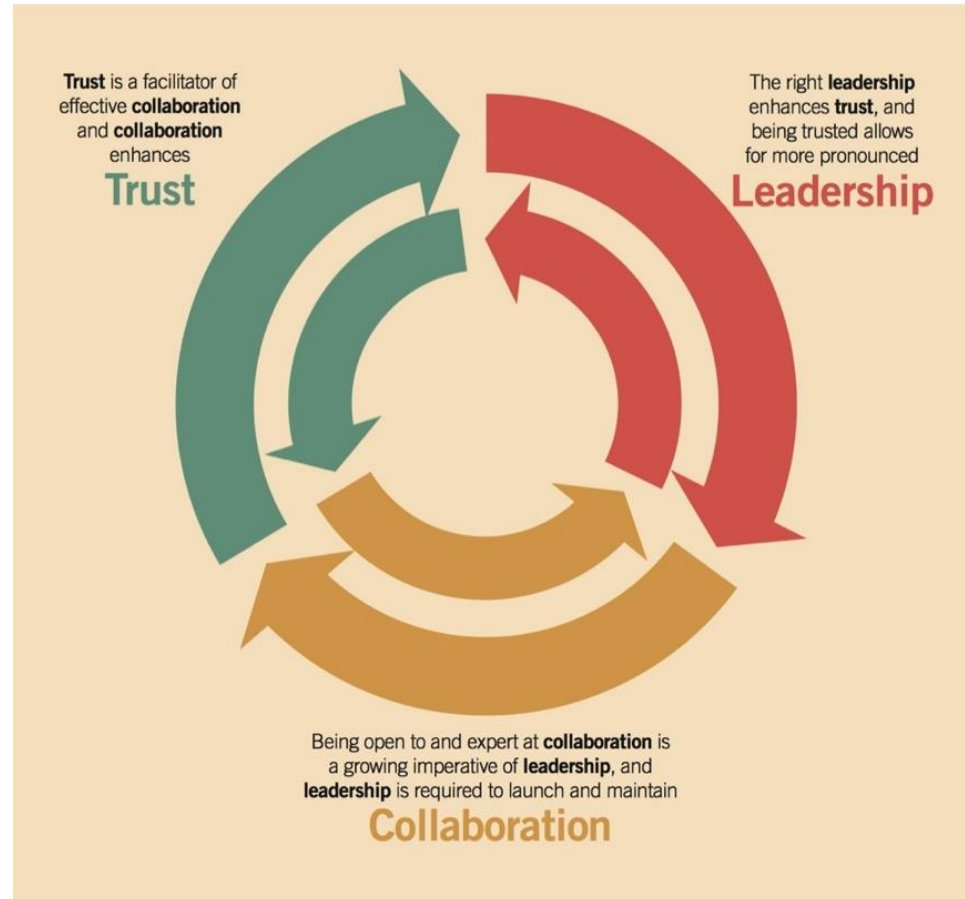 Trust is a facilitator of
effective collaboration
and collaboration
enhances
Trust
The right leadership
enhances trust, and
being trusted allows
for more pronounced
Leadership
Being open to and expert at collaboration is
a growing imperative of leadership, and
leadership is required to launch and maintain
Collaboration